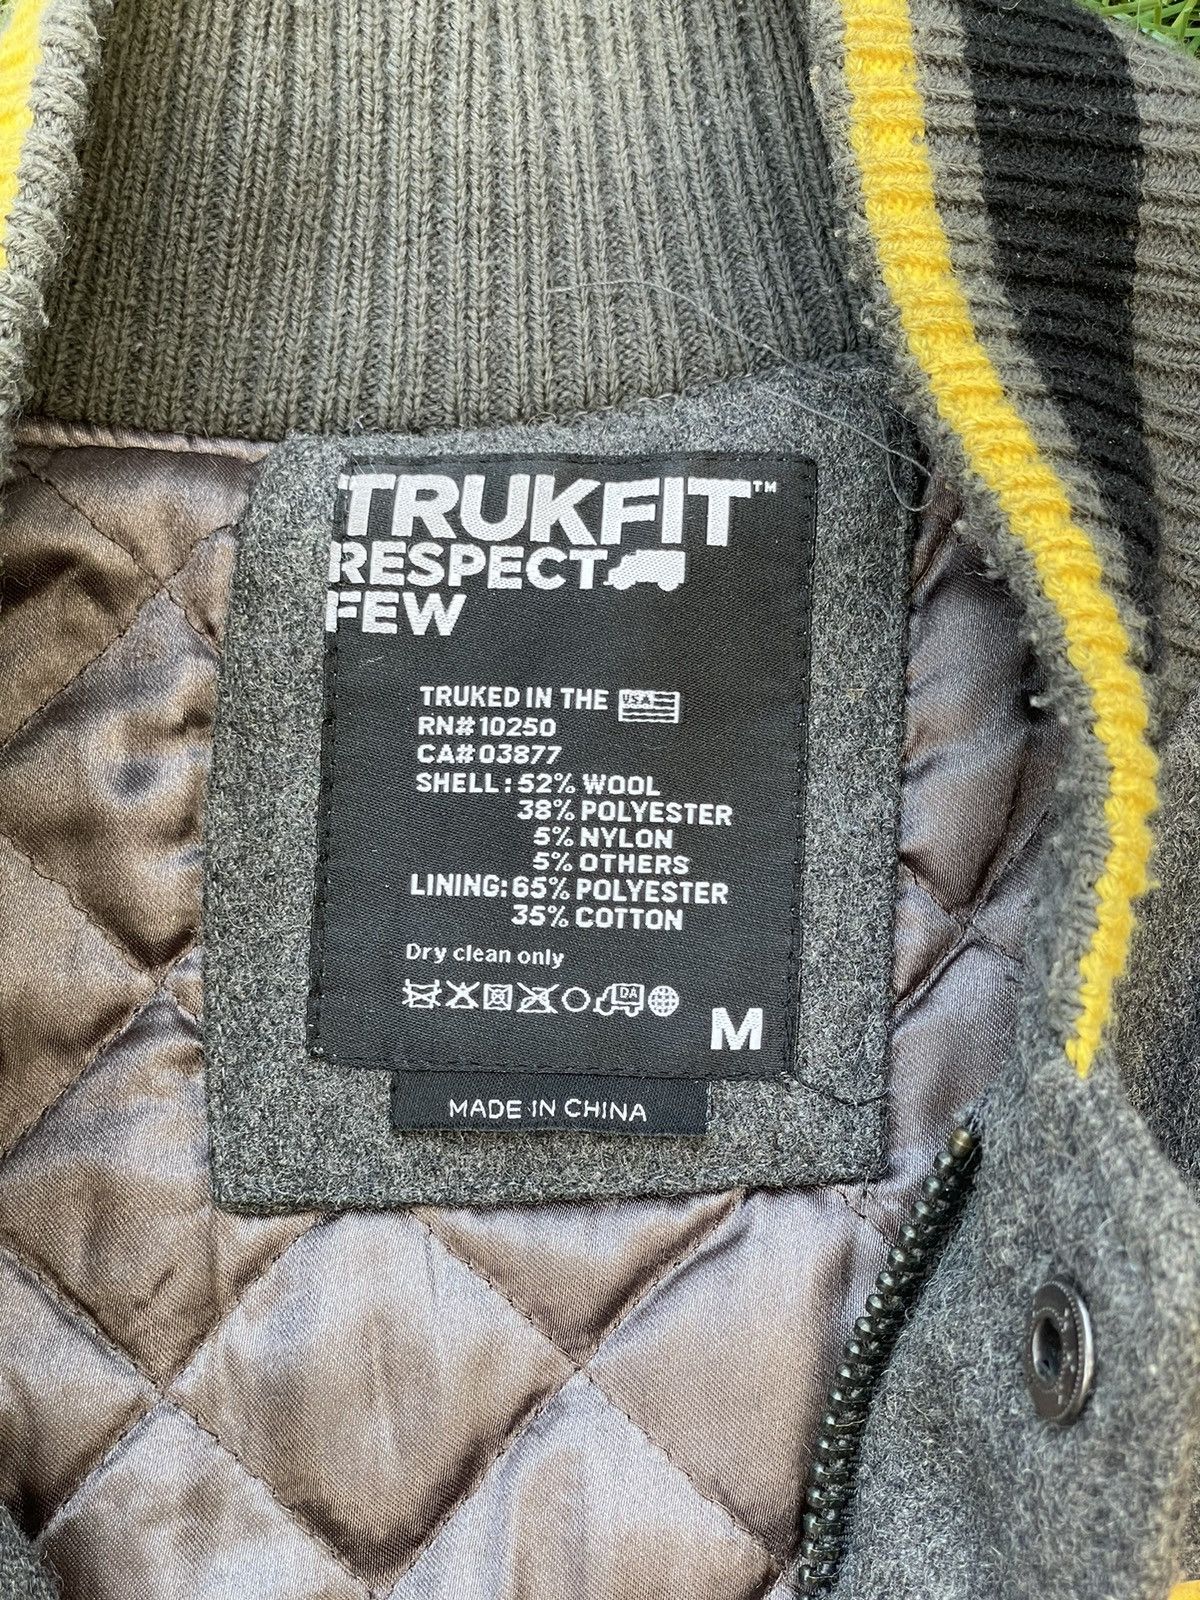 TRUKFIT™
RESPECT
FEW
TRUKED IN THE USA
RN# 10250
CA# 03877
SHELL: 52% WOOL
38% POLYESTER
5% NYLON
5% OTHERS
LINING: 65% POLYESTER
35% COTTON
Dry clean only
DA
M
MADE IN CHINA